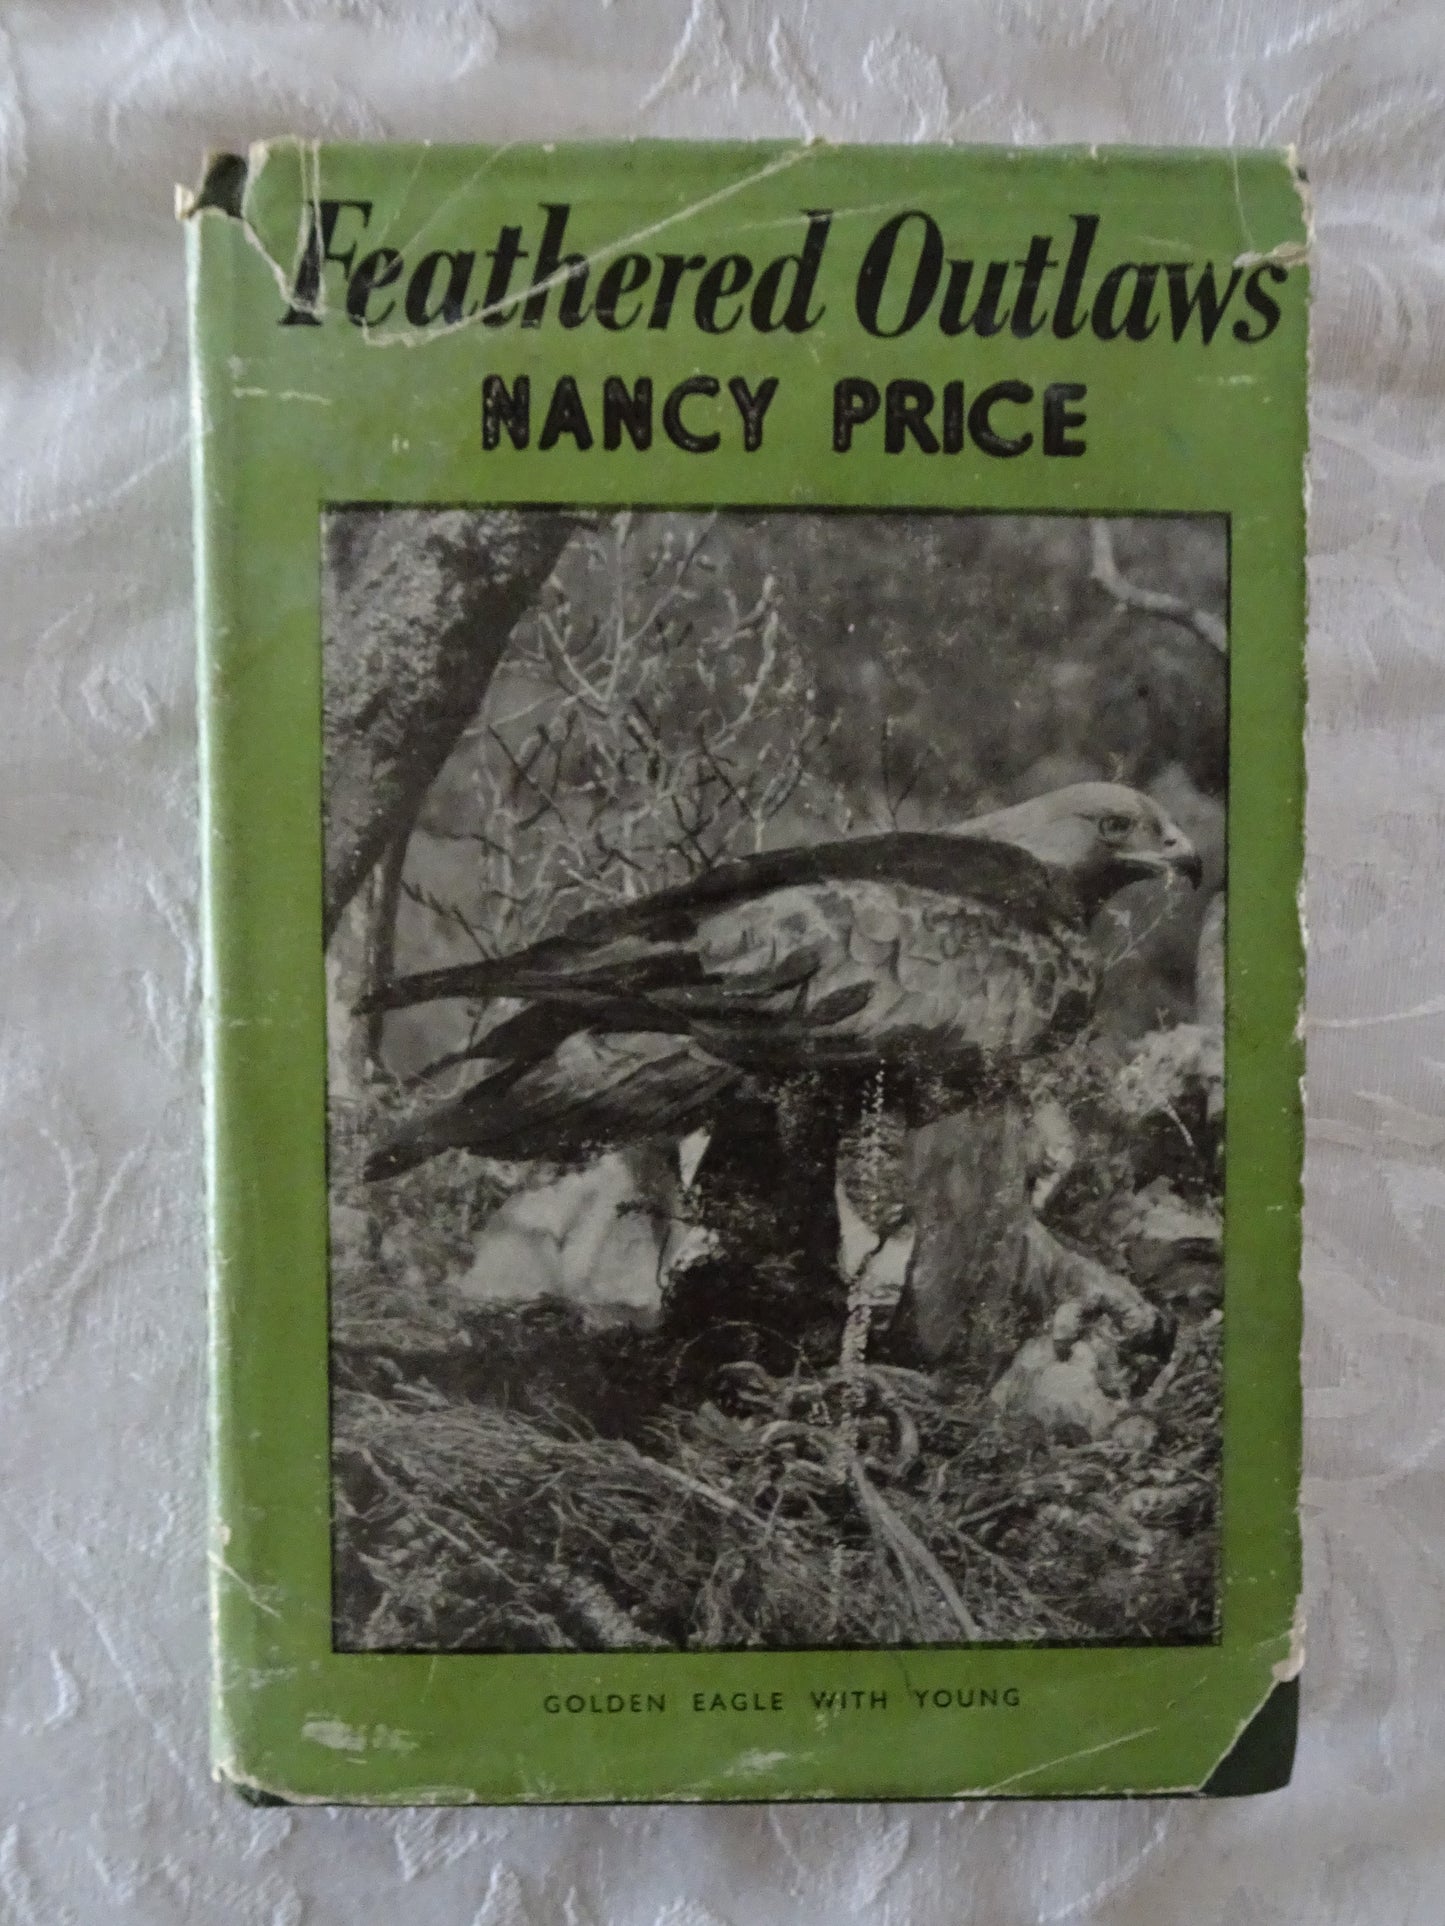 Feathered Outlaws
NANCY PRICE
GOLDEN EAGLE WITH YOUNG